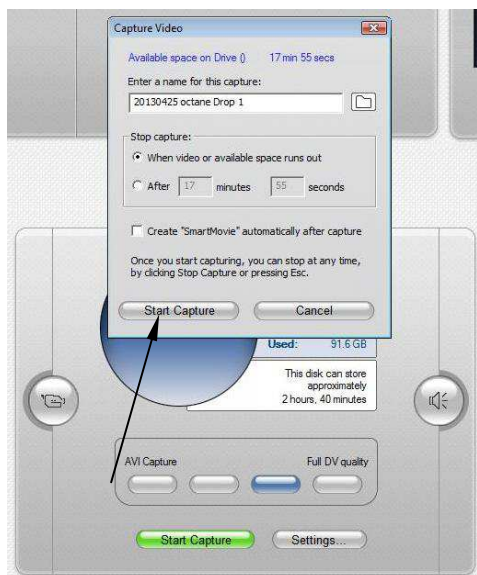 Capture Video
Available space on Drive () 17 min 55 secs
Enter a name for this capture:
20130425 octane Drop 1
Stop capture:
When video or available space runs out
After 17 minutes 55 seconds
Create "SmartMovie" automatically after capture
Once you start capturing, you can stop at any time,
by clicking Stop Capture or pressing Esc.
Start Capture Cancel
Used: 91.6 GB
This disk can store
approximately
2 hours, 40 minutes
AVI Capture Full DV quality
Start Capture Settings...